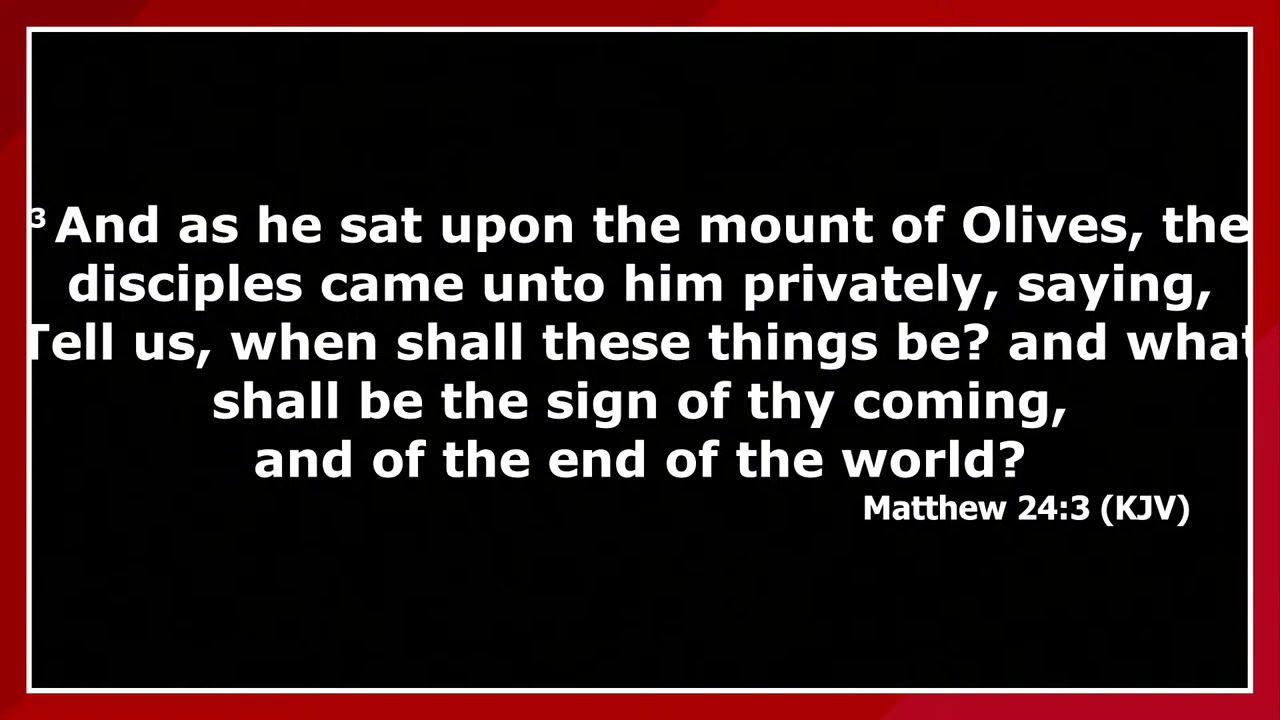 3 And as he sat upon the mount of Olives, the
disciples came unto him privately, saying,
Tell us, when shall these things be? and what
shall be the sign of thy coming,
and of the end of the world?
Matthew 24:3 (KJV)